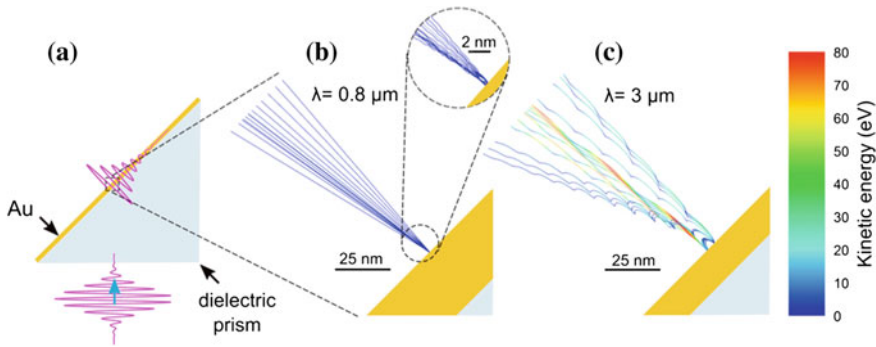 (a)
(b)
(c)
2 nm
λ= 0.8 μm
λ= 3 μm
Au
25 nm
25 nm
dielectric
prism
80
70
60
50
40
30
20
10
0
Kinetic energy (eV)